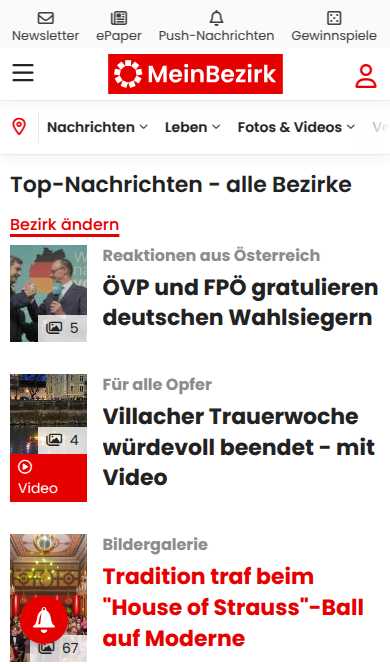 Newsletter ePaper Push-Nachrichten Gewinnspiele
MeinBezirk
Nachrichten Leben Fotos & Videos Ve
Top-Nachrichten - alle Bezirke
Bezirk ändern
Reaktionen aus Österreich
ÖVP und FPÖ gratulieren
deutschen Wahlsiegern
5
Für alle Opfer
Villacher Trauerwoche
würdevoll beendet - mit
Video
4
Video
Bildergalerie
Tradition traf beim
"House of Strauss"-Ball
auf Moderne
67